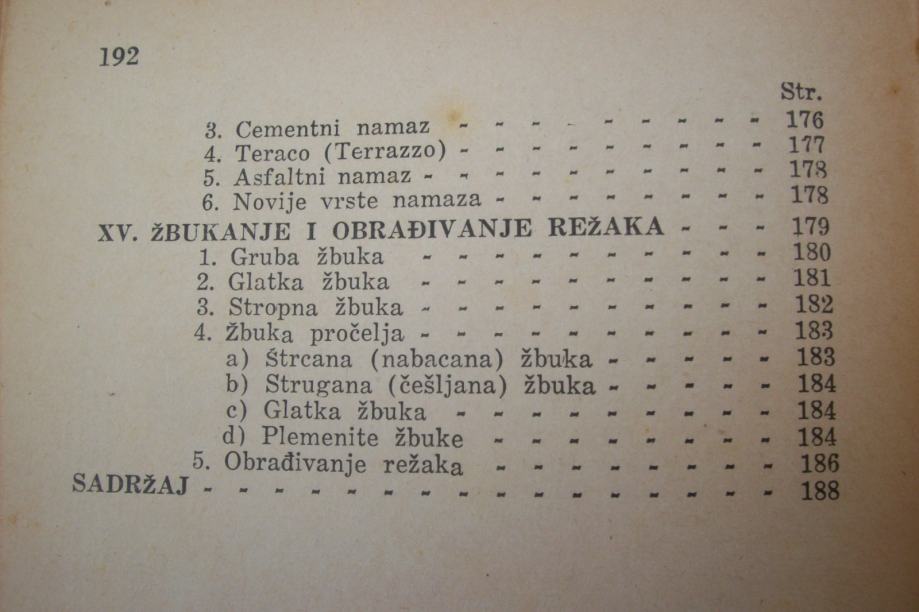 192
Str.
3. Cementni namaz - - - - - - - - - - - 176
4. Teraco (Terrazzo) - - - - - - - - - - - 177
5. Asfaltni namaz - - - - - - - - - - - - 178
6. Novije vrste namaza - - - - - - - - - - 178
XV. ŽBUKANJE I OBRAĐIVANJE REŽAKA - - - 179
1. Gruba žbuka - - - - - - - - - - - - 180
2. Glatka žbuka - - - - - - - - - - - - 181
3. Stropna žbuka - - - - - - - - - - - - 182
4. Žbuka pročelja - - - - - - - - - - - - 183
a) Štrcana (nabacana) žbuka - - - - - - 183
b) Strugana (češljana) žbuka - - - - - - 184
c) Glatka žbuka - - - - - - - - - - - 184
d) Plemenite žbuke - - - - - - - - - - 184
5. Obrađivanje režaka - - - - - - - - - - 186
SADRŽAJ - - - - - - - - - - - - - - - - - - - - - 188